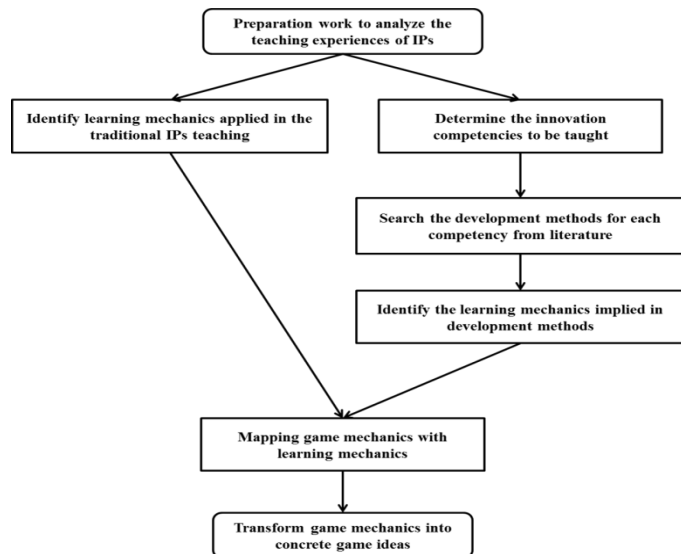 Preparation work to analyze the
teaching experiences of IPs
Identify learning mechanics applied in the
traditional IPs teaching
Determine the innovation
competencies to be taught
Search the development methods for each
competency from literature
Identify the learning mechanics implied in
development methods
Mapping game mechanics with
learning mechanics
Transform game mechanics into
concrete game ideas